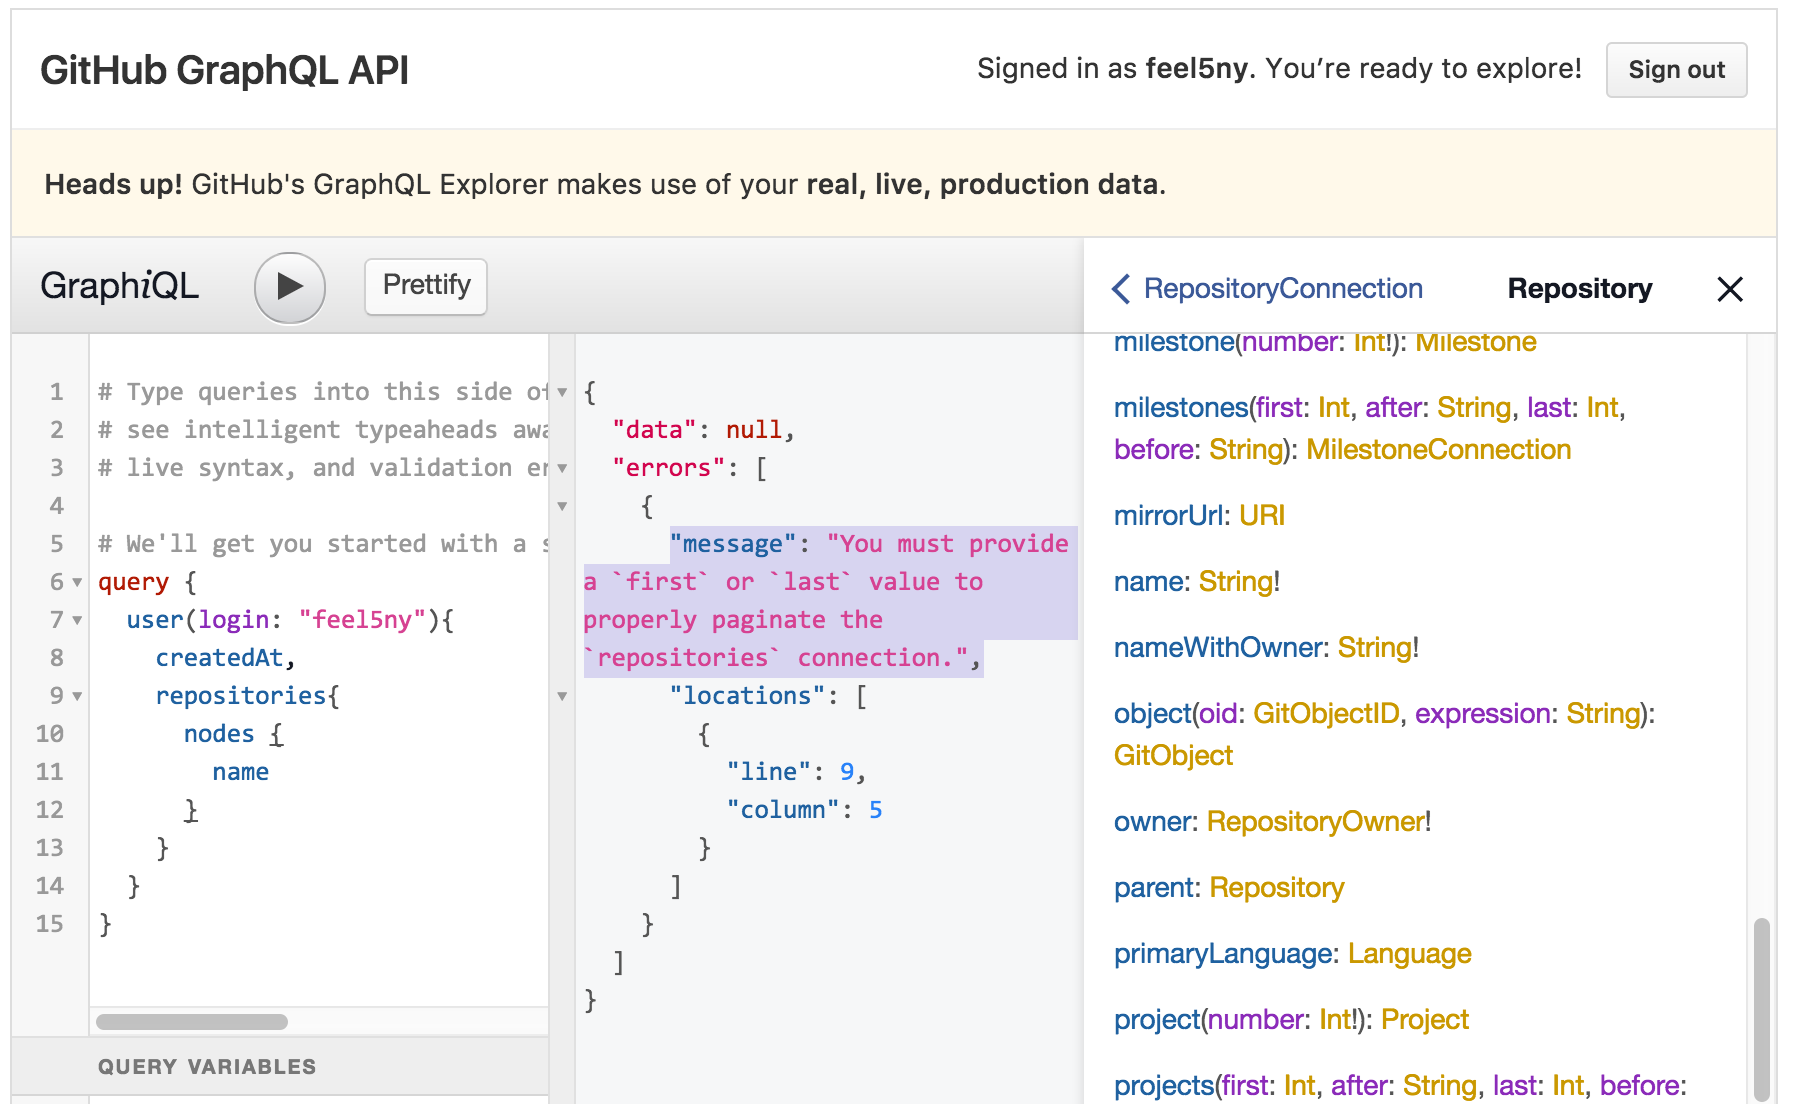 GitHub GraphQL API
Signed in as feel5ny. You’re ready to explore!
Sign out
Heads up! GitHub's GraphQL Explorer makes use of your real, live, production data.
GraphiQL
Prettify
1 # Type queries into this side of
2 # see intelligent typeaheads
3 # live syntax, and validation
4
5 # We'll get you started with a
6 query {
7 user(login: "feel5ny"){
8 createdAt,
9 repositories{
10 nodes {
11 name
12 }
13 }
14 }
15 }
QUERY VARIABLES
{
"data": null,
"errors": [
{
"message": "You must provide
a `first` or `last` value to
properly paginate the
`repositories` connection.",
"locations": [
{
"line": 9,
"column": 5
}
]
}
]
}
RepositoryConnection
Repository
milestone(number: Int!): Milestone
milestones(first: Int, after: String, last: Int,
before: String): MilestoneConnection
mirrorUrl: URI
name: String!
nameWithOwner: String!
object(oid: GitObjectID, expression: String):
GitObject
owner: RepositoryOwner!
parent: Repository
primaryLanguage: Language
project(number: Int!): Project
projects(first: Int, after: String, last: Int, before: